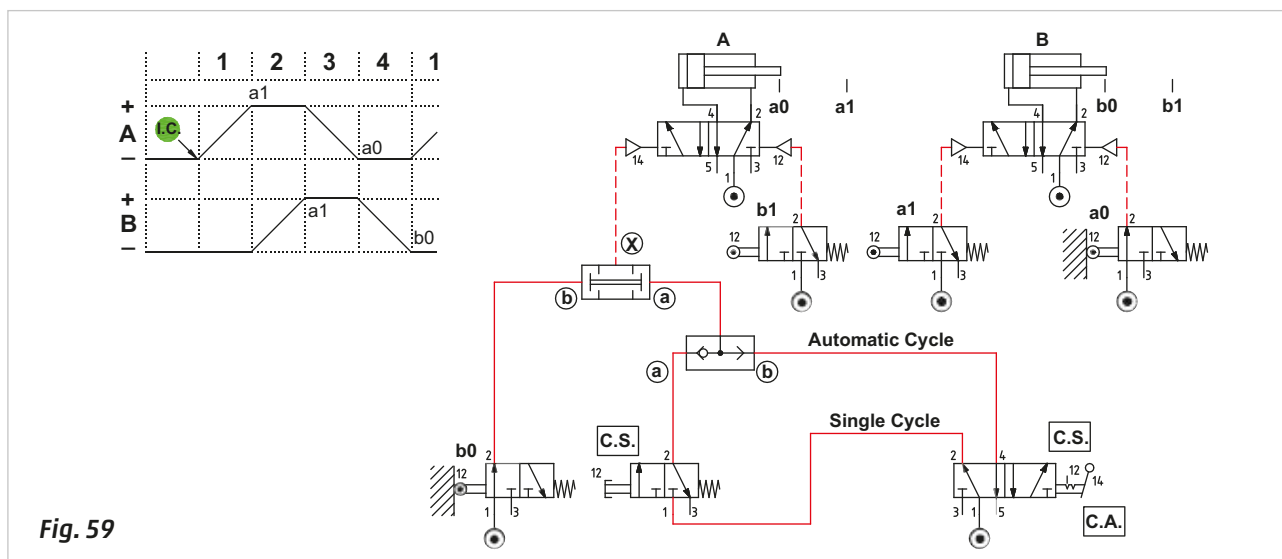 1 2 3 4 1
+
A
–
I.C.
a1
a0
+
B
–
a1
b0
A
a0 a1
4 2
14 12
5 3
1
B
b0 b1
4 2
14 12
5 3
1
b1
2
12
1 3
a1
2
12
1 3
a0
2
12
1 3
X
b a
Automatic Cycle
a b
Single Cycle
b0
2
12
1 3
C.S.
2
12
1 3
C.S.
2 4
12
14
3 1 5
C.A.
Fig. 59